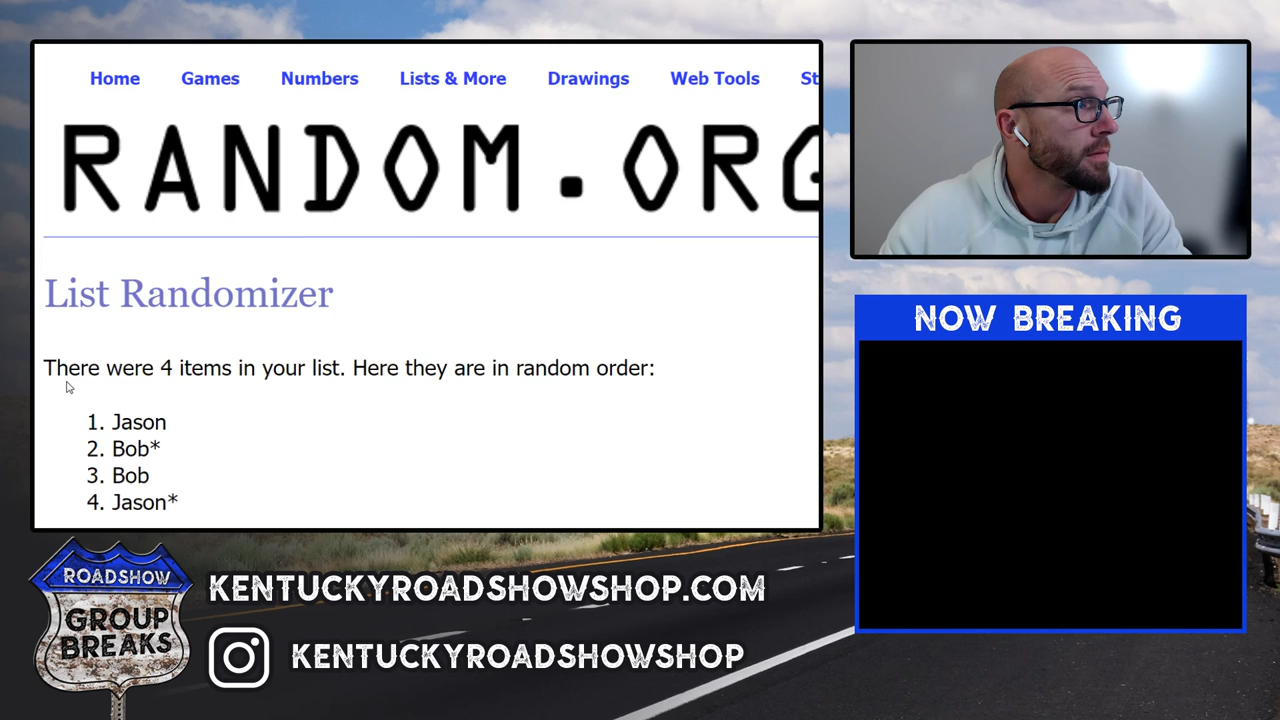 Home Games Numbers Lists & More Drawings Web Tools St
RANDOM.ORG
List Randomizer
There were 4 items in your list. Here they are in random order:
1. Jason
2. Bob*
3. Bob
4. Jason*
NOW BREAKING
ROADSHOW
GROUP
BREAKS
KENTUCKYROADSHOWSHOP.COM
KENTUCKYROADSHOWSHOP